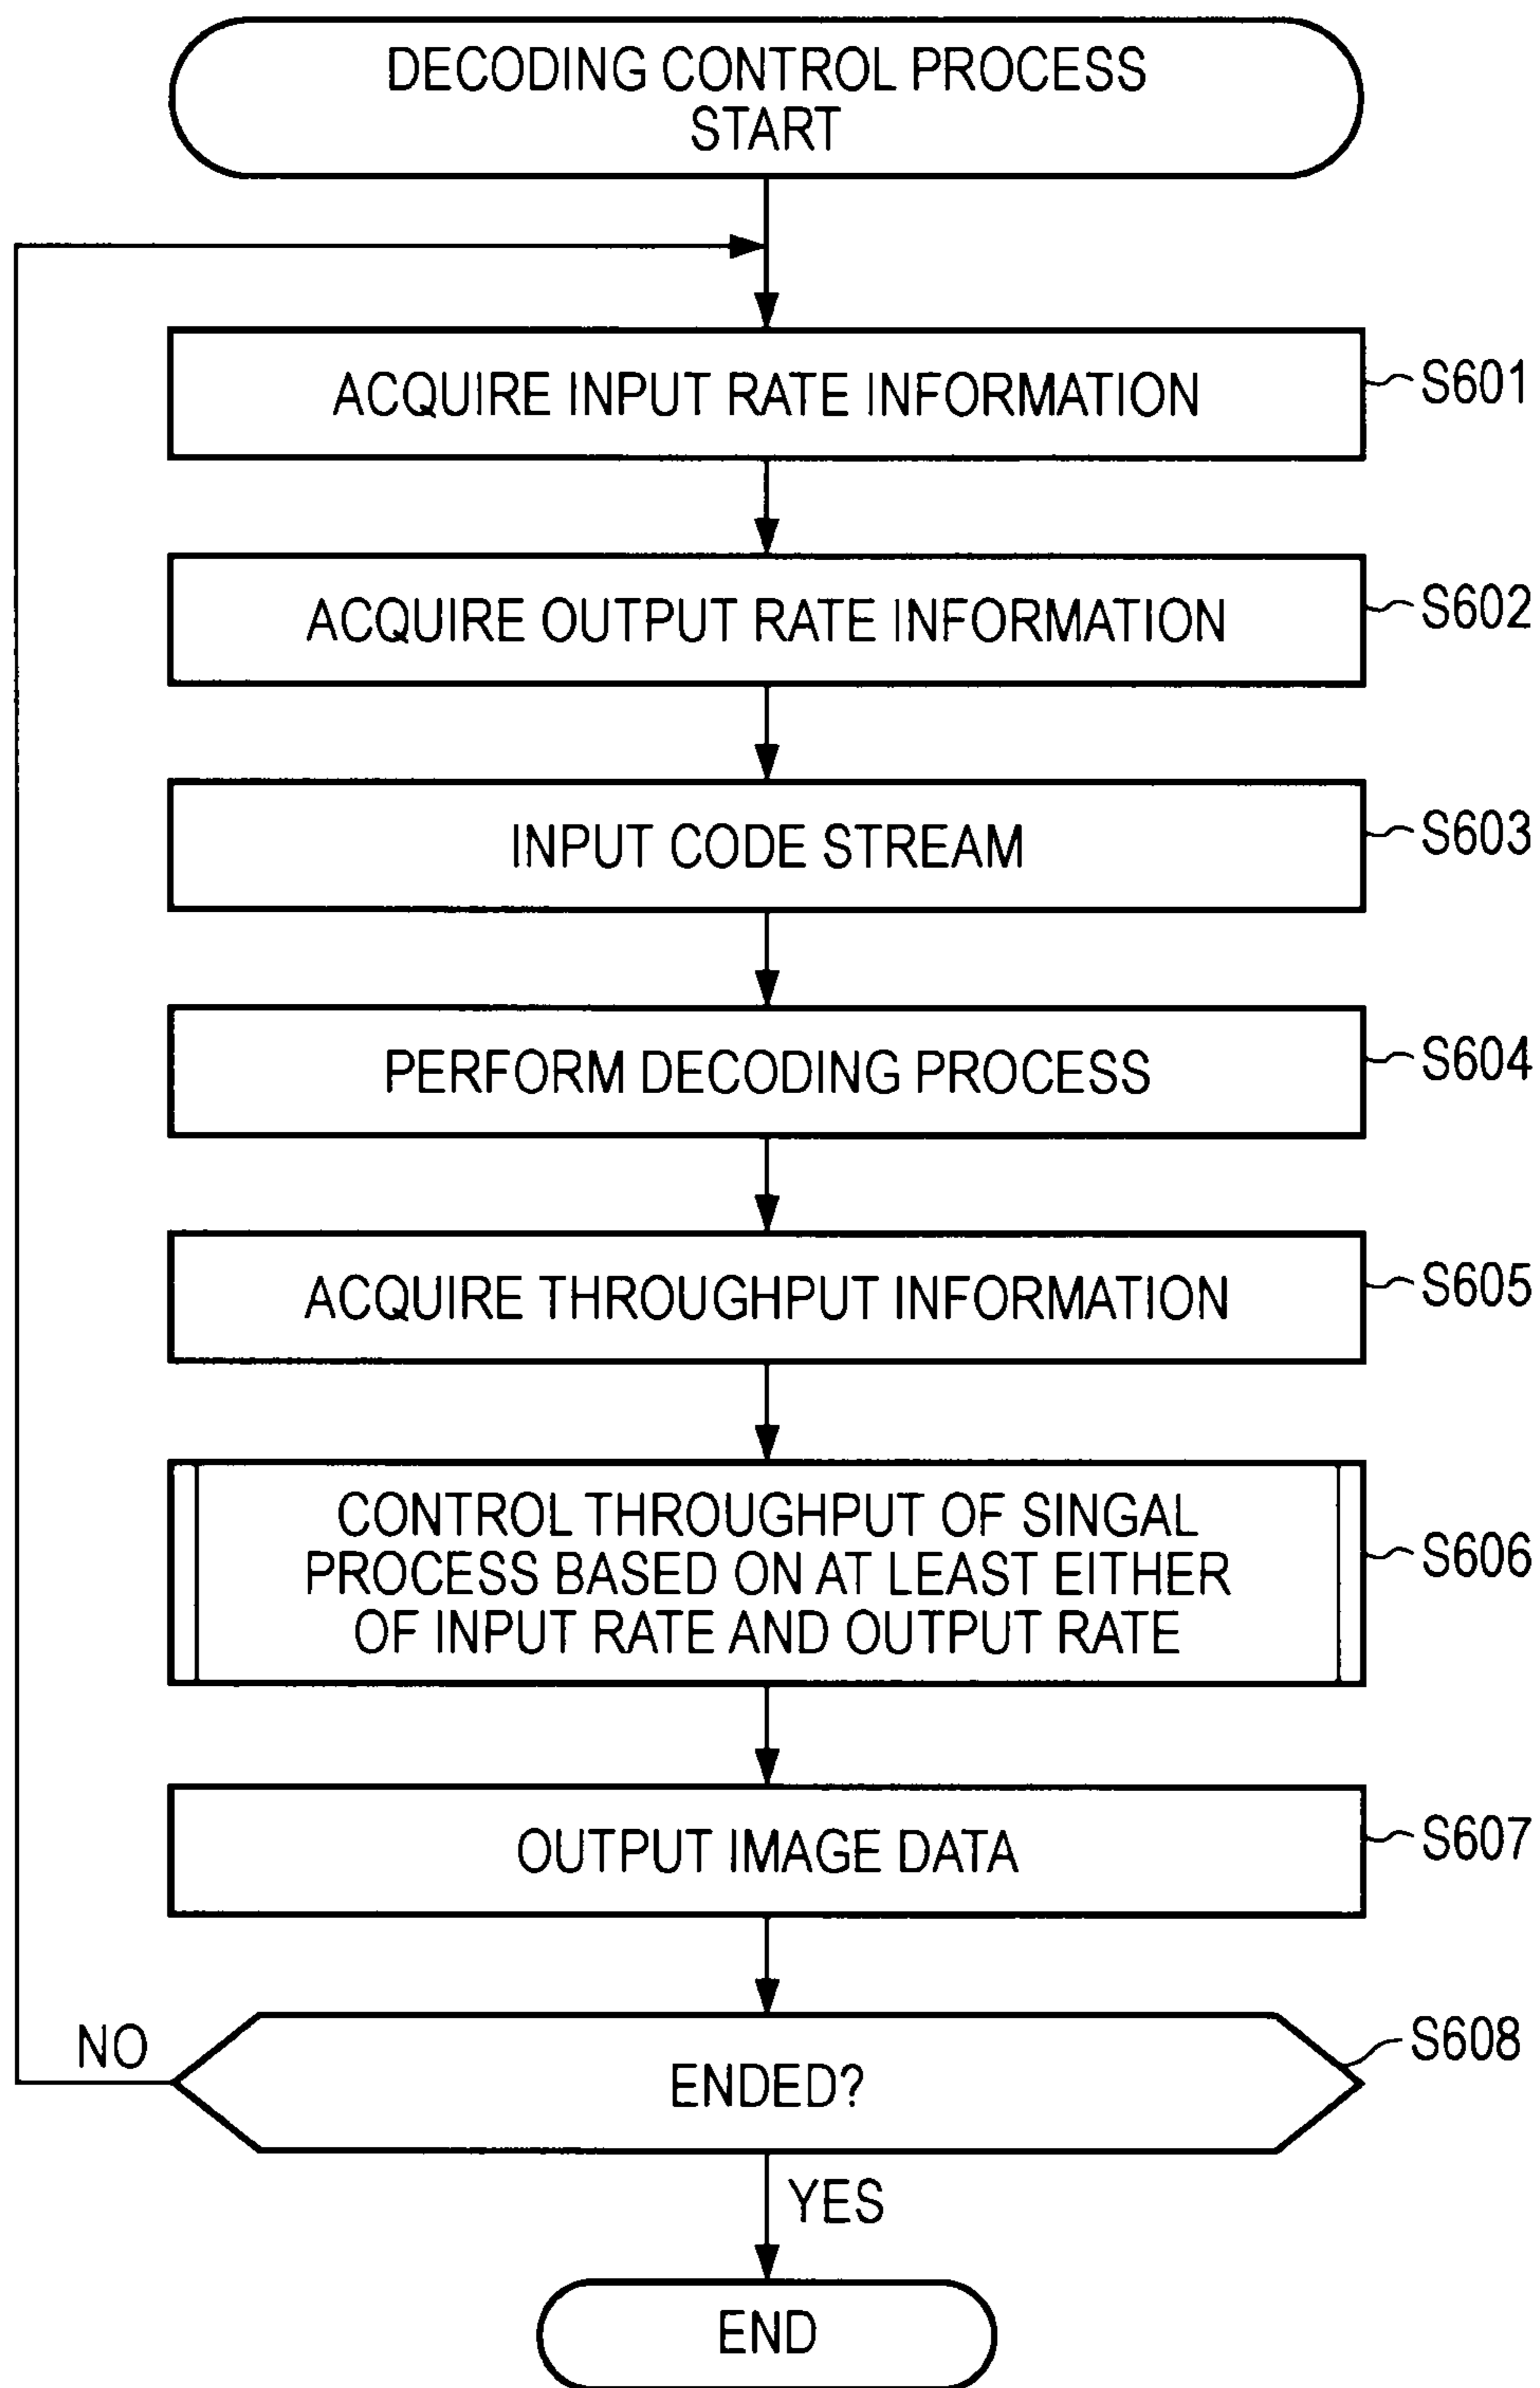 DECODING CONTROL PROCESS
START
ACQUIRE INPUT RATE INFORMATION
S601
ACQUIRE OUTPUT RATE INFORMATION
S602
INPUT CODE STREAM
S603
PERFORM DECODING PROCESS
S604
ACQUIRE THROUGHPUT INFORMATION
S605
CONTROL THROUGHPUT OF SINGAL
PROCESS BASED ON AT LEAST EITHER
OF INPUT RATE AND OUTPUT RATE
S606
OUTPUT IMAGE DATA
S607
NO
ENDED?
S608
YES
END